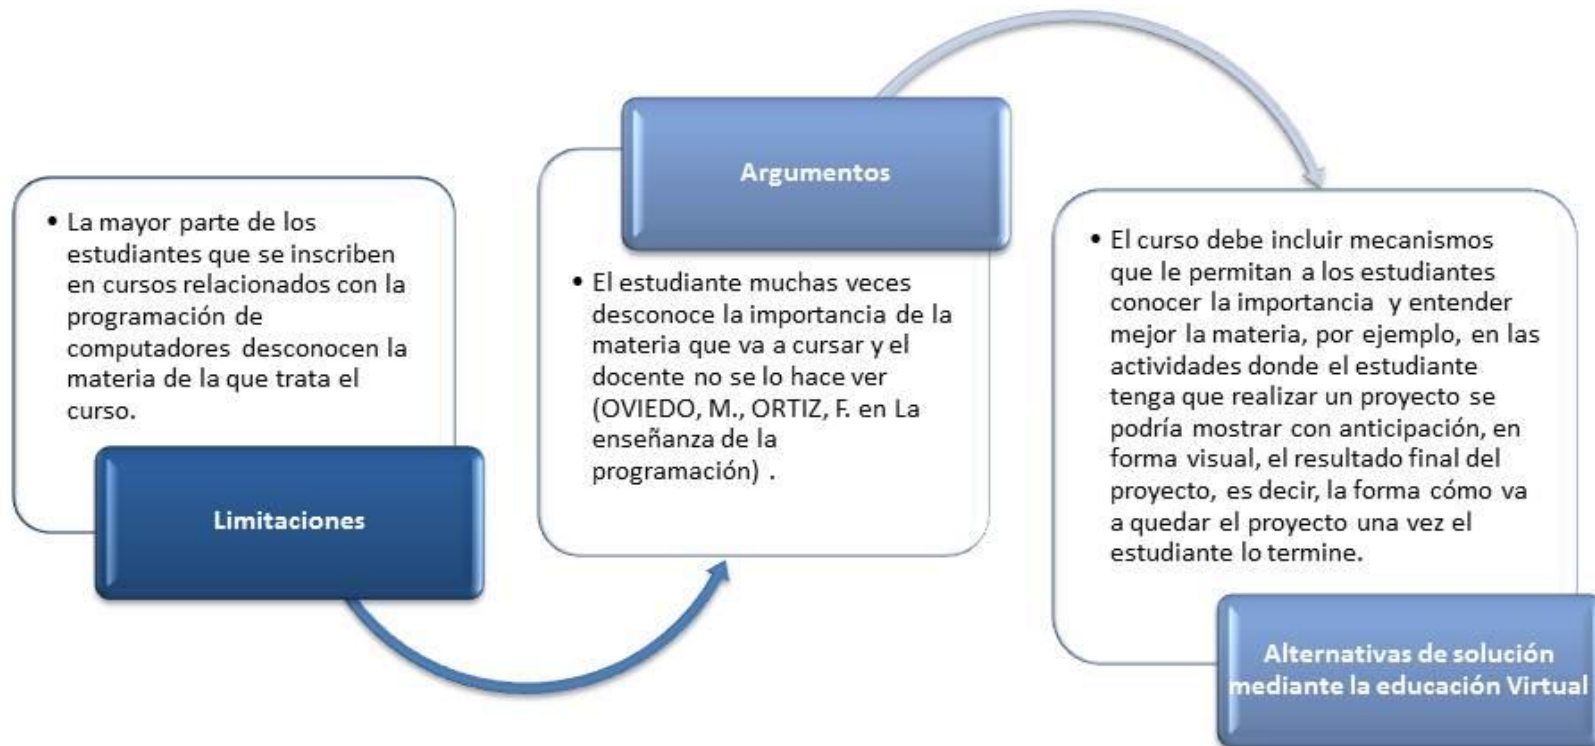 • La mayor parte de los
estudiantes que se inscriben
en cursos relacionados con la
programación de
computadores desconocen la
materia de la que trata el
curso.
Limitaciones
Argumentos
• El estudiante muchas veces
desconoce la importancia de la
materia que va a cursar y el
docente no se lo hace ver
(OVIEDO, M., ORTIZ, F. en La
enseñanza de la
programación) .
• El curso debe incluir mecanismos
que le permitan a los estudiantes
conocer la importancia y entender
mejor la materia, por ejemplo, en las
actividades donde el estudiante
tenga que realizar un proyecto se
podría mostrar con anticipación, en
forma visual, el resultado final del
proyecto, es decir, la forma cómo va
a quedar el proyecto una vez el
estudiante lo termine.
Alternativas de solución
mediante la educación Virtual